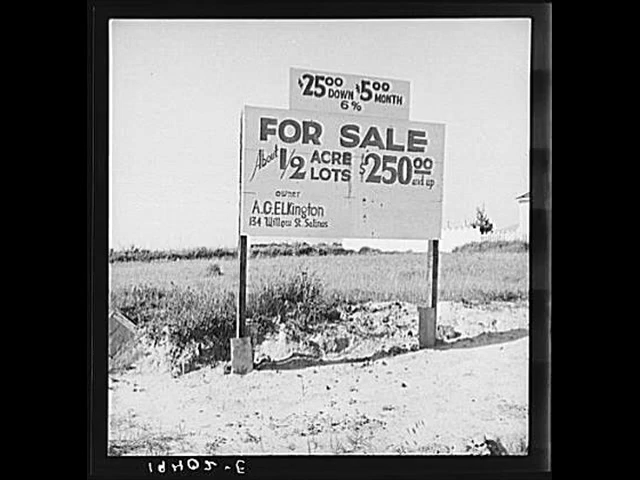 $25.00 DOWN $5.00 MONTH
6%
FOR SALE
About 1/2 ACRE LOTS $250.00 and up
OWNER
A.G.ELKington
134 Willow St. Salinas